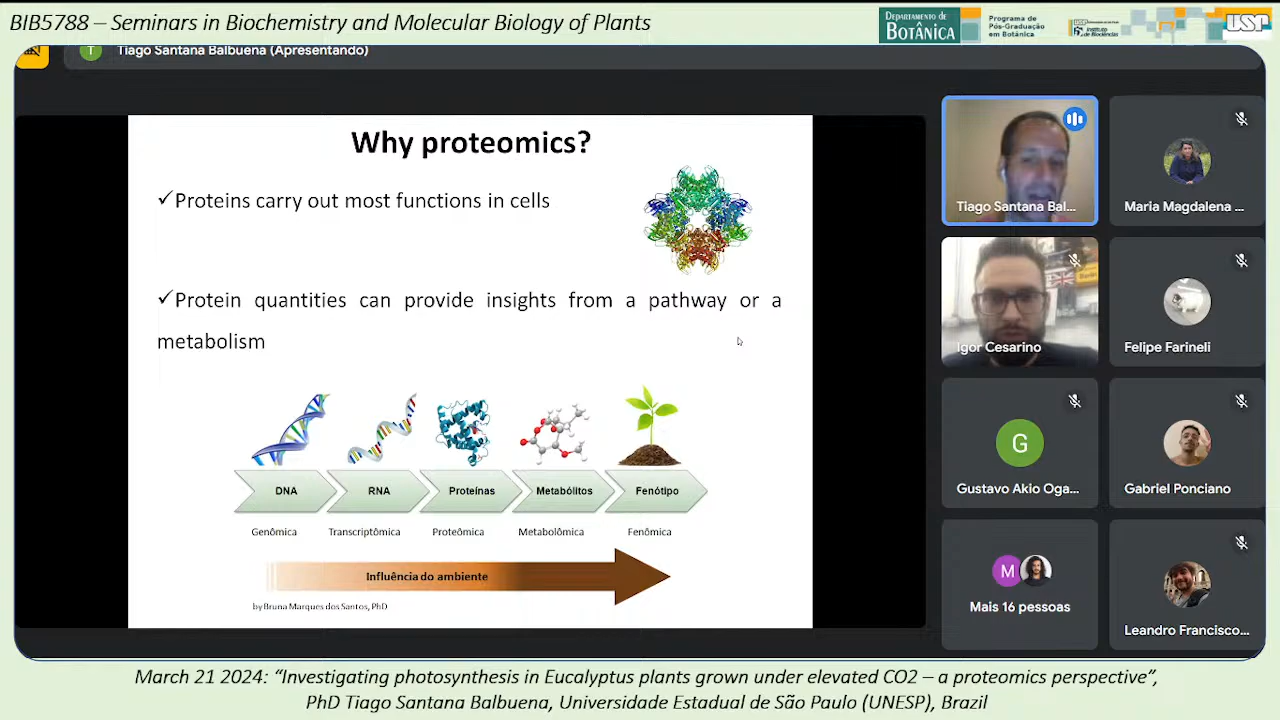 BIB5788 – Seminars in Biochemistry and Molecular Biology of Plants
DEPARTAMENTO DE
BOTÂNICA
Programa de
Pós-Graduação
em Botânica
Instituto
de Biociências
USP
T
Tiago Santana Balbuena (Apresentando)
Why proteomics?
✓Proteins carry out most functions in cells
✓Protein quantities can provide insights from a pathway or a
metabolism
DNA
RNA
Proteínas
Metabólitos
Fenótipo
Genômica
Transcriptômica
Proteômica
Metabolômica
Fenômica
Influência do ambiente
by Bruna Marques dos Santos, PhD
Tiago Santana Bal...
Maria Magdalena ...
Igor Cesarino
Felipe Farineli
G
Gustavo Akio Oga...
Gabriel Ponciano
M
Mais 16 pessoas
Leandro Francisco...
March 21 2024: “Investigating photosynthesis in Eucalyptus plants grown under elevated CO2 – a proteomics perspective”,
PhD Tiago Santana Balbuena, Universidade Estadual de São Paulo (UNESP), Brazil